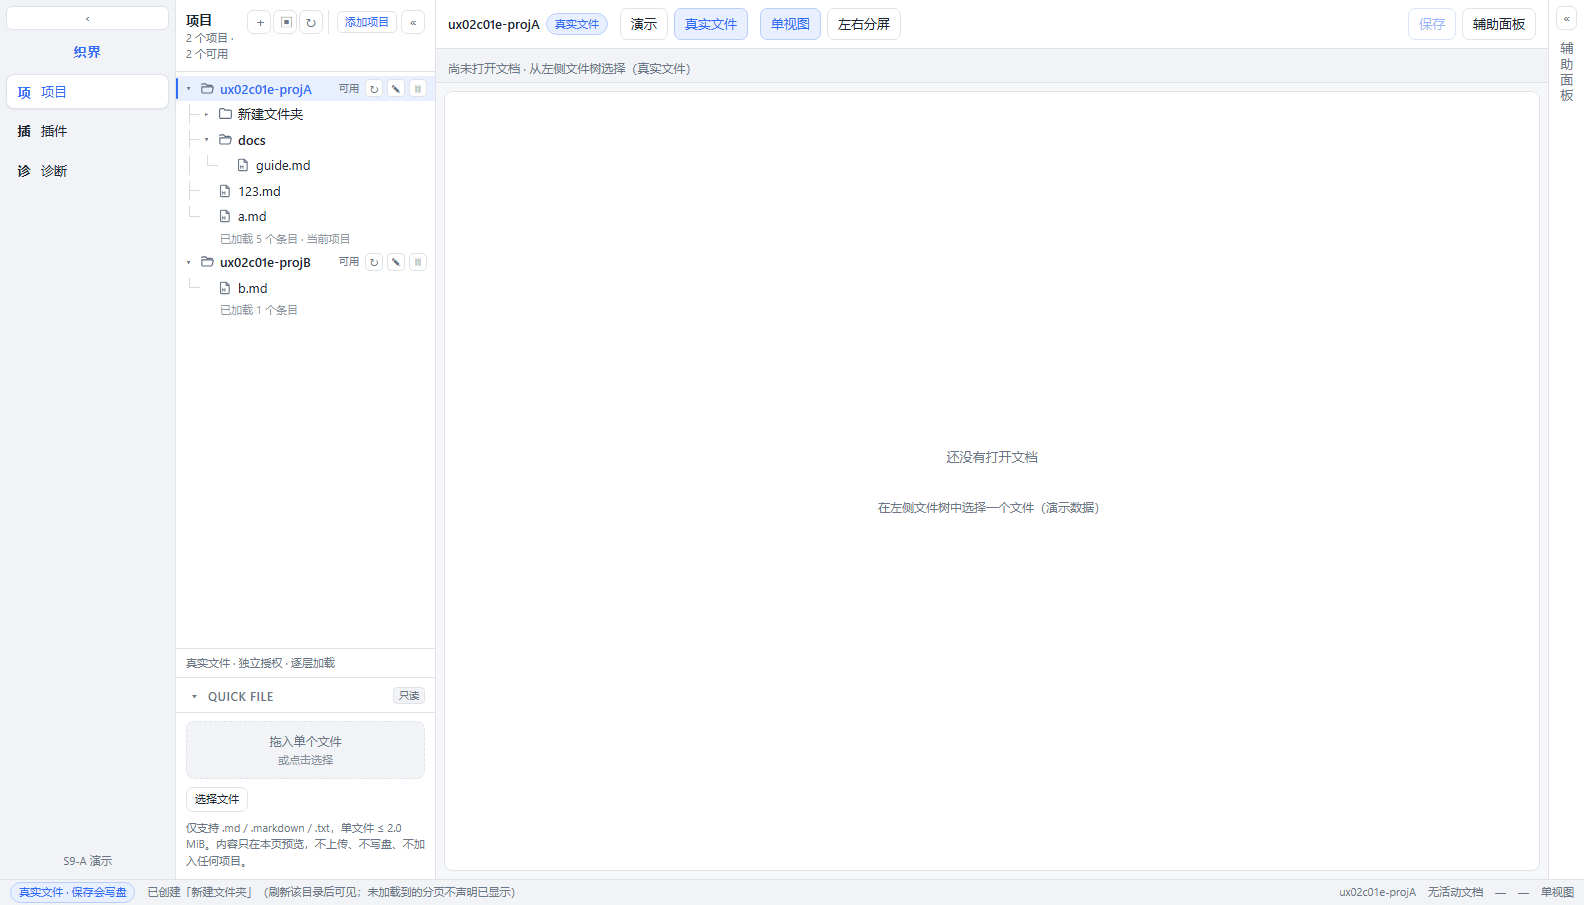 ‹
织界
项 项目
插 插件
诊 诊断
S9-A 演示
项目
2 个项目 ·
2 个可用
+
↻
添加项目
«
ux02c01e-projA 可用 ↻
新建文件夹
docs
guide.md
123.md
a.md
已加载 5 个条目 · 当前项目
ux02c01e-projB 可用 ↻
b.md
已加载 1 个条目
真实文件 · 独立授权 · 逐层加载
QUICK FILE 只读
拖入单个文件
或点击选择
选择文件
仅支持 .md / .markdown / .txt，单文件 ≤ 2.0
MiB。内容只在本页预览，不上传、不写盘、不加
入任何项目。
ux02c01e-projA 真实文件 演示 真实文件 单视图 左右分屏 保存 辅助面板
尚未打开文档 · 从左侧文件树选择（真实文件）
还没有打开文档
在左侧文件树中选择一个文件（演示数据）
«
辅助面板
真实文件 · 保存会写盘 已创建「新建文件夹」（刷新该目录后可见；未加载到的分页不声明已显示） ux02c01e-projA 无活动文档 — — 单视图